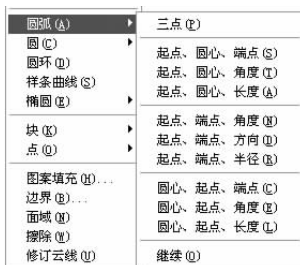 圆弧(A)
圆(C)
圆环(D)
样条曲线(S)
椭圆(E)
块(K)
点(O)
图案填充(H)...
边界(B)...
面域(N)
擦除(W)
修订云线(U)
三点(P)
起点、圆心、端点(S)
起点、圆心、角度(T)
起点、圆心、长度(A)
起点、端点、角度(N)
起点、端点、方向(D)
起点、端点、半径(R)
圆心、起点、端点(C)
圆心、起点、角度(E)
圆心、起点、长度(L)
继续(O)